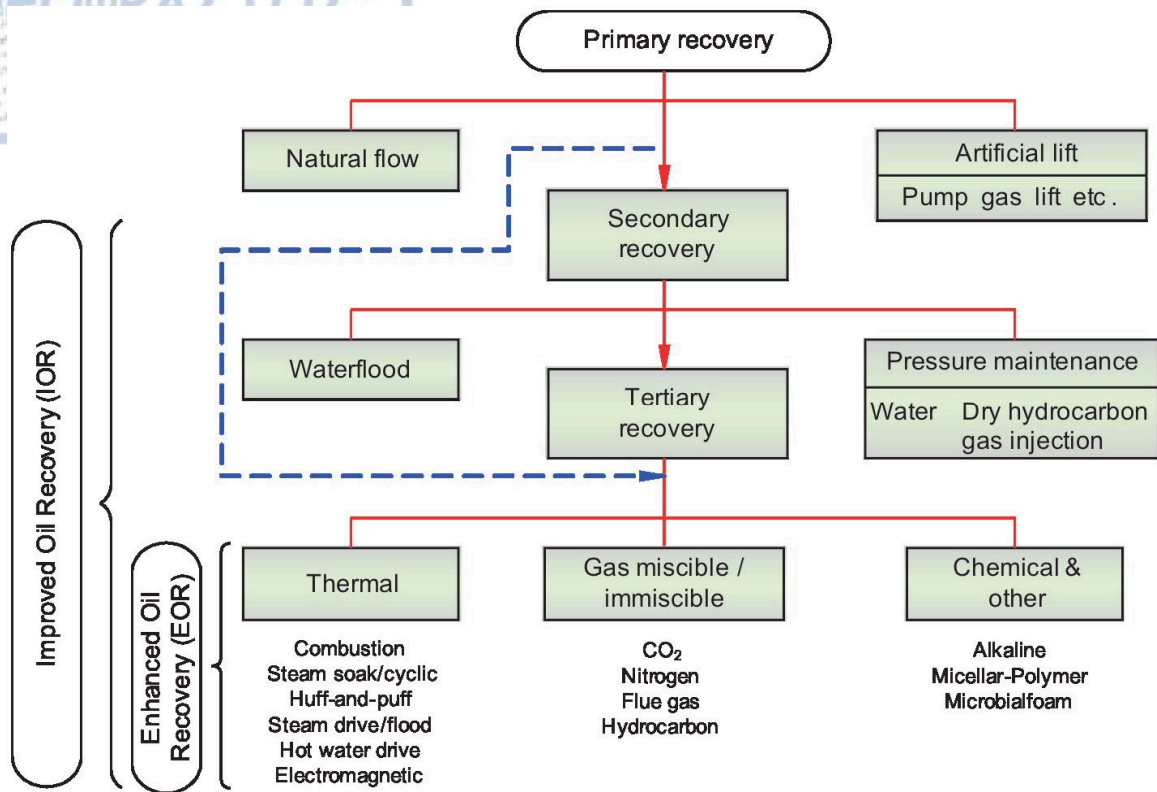 Primary recovery
Natural flow
Artificial lift
Pump gas lift etc.
Secondary
recovery
Waterflood
Pressure maintenance
Water Dry hydrocarbon
gas injection
Tertiary
recovery
Improved Oil Recovery (IOR)
Enhanced Oil
Recovery (EOR)
Thermal
Combustion
Steam soak/cyclic
Huff-and-puff
Steam drive/flood
Hot water drive
Electromagnetic
Gas miscible /
immiscible
CO₂
Nitrogen
Flue gas
Hydrocarbon
Chemical &
other
Alkaline
Micellar-Polymer
Microbialfoam